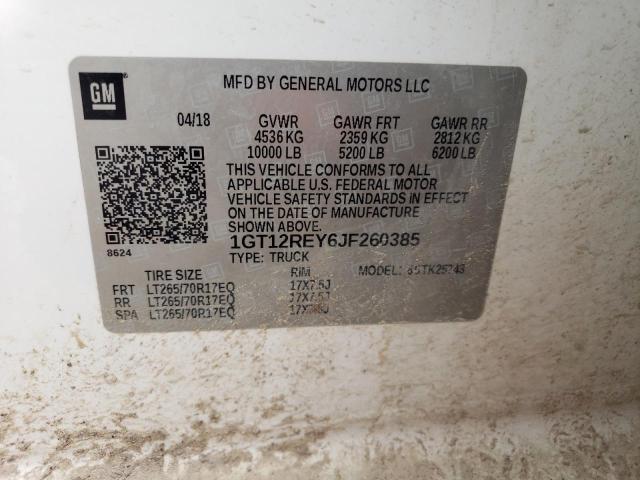 GM
MFD BY GENERAL MOTORS LLC
04/18 GVWR GAWR FRT GAWR RR
4536 KG 2359 KG 2812 KG
10000 LB 5200 LB 6200 LB
THIS VEHICLE CONFORMS TO ALL
APPLICABLE U.S. FEDERAL MOTOR
VEHICLE SAFETY STANDARDS IN EFFECT
ON THE DATE OF MANUFACTURE
SHOWN ABOVE.
8624
1GT12REY6JF260385
TYPE: TRUCK MODEL:
TIRE SIZE RIM
FRT LT265/70R17EQ 17X7.5J
RR LT265/70R17EQ 17X7.5J
SPA LT265/70R17EQ